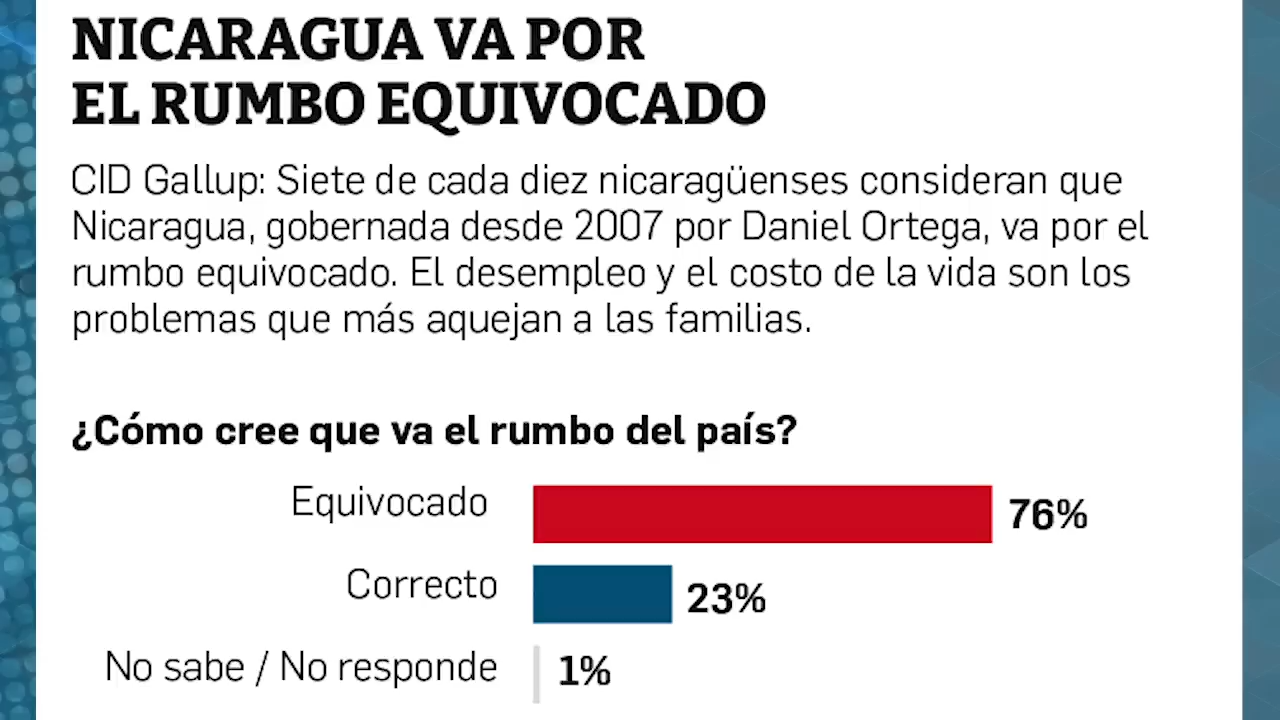 NICARAGUA VA POR
EL RUMBO EQUIVOCADO
CID Gallup: Siete de cada diez nicaragüenses consideran que
Nicaragua, gobernada desde 2007 por Daniel Ortega, va por el
rumbo equivocado. El desempleo y el costo de la vida son los
problemas que más aquejan a las familias.
¿Cómo cree que va el rumbo del país?
Equivocado 76%
Correcto 23%
No sabe / No responde 1%